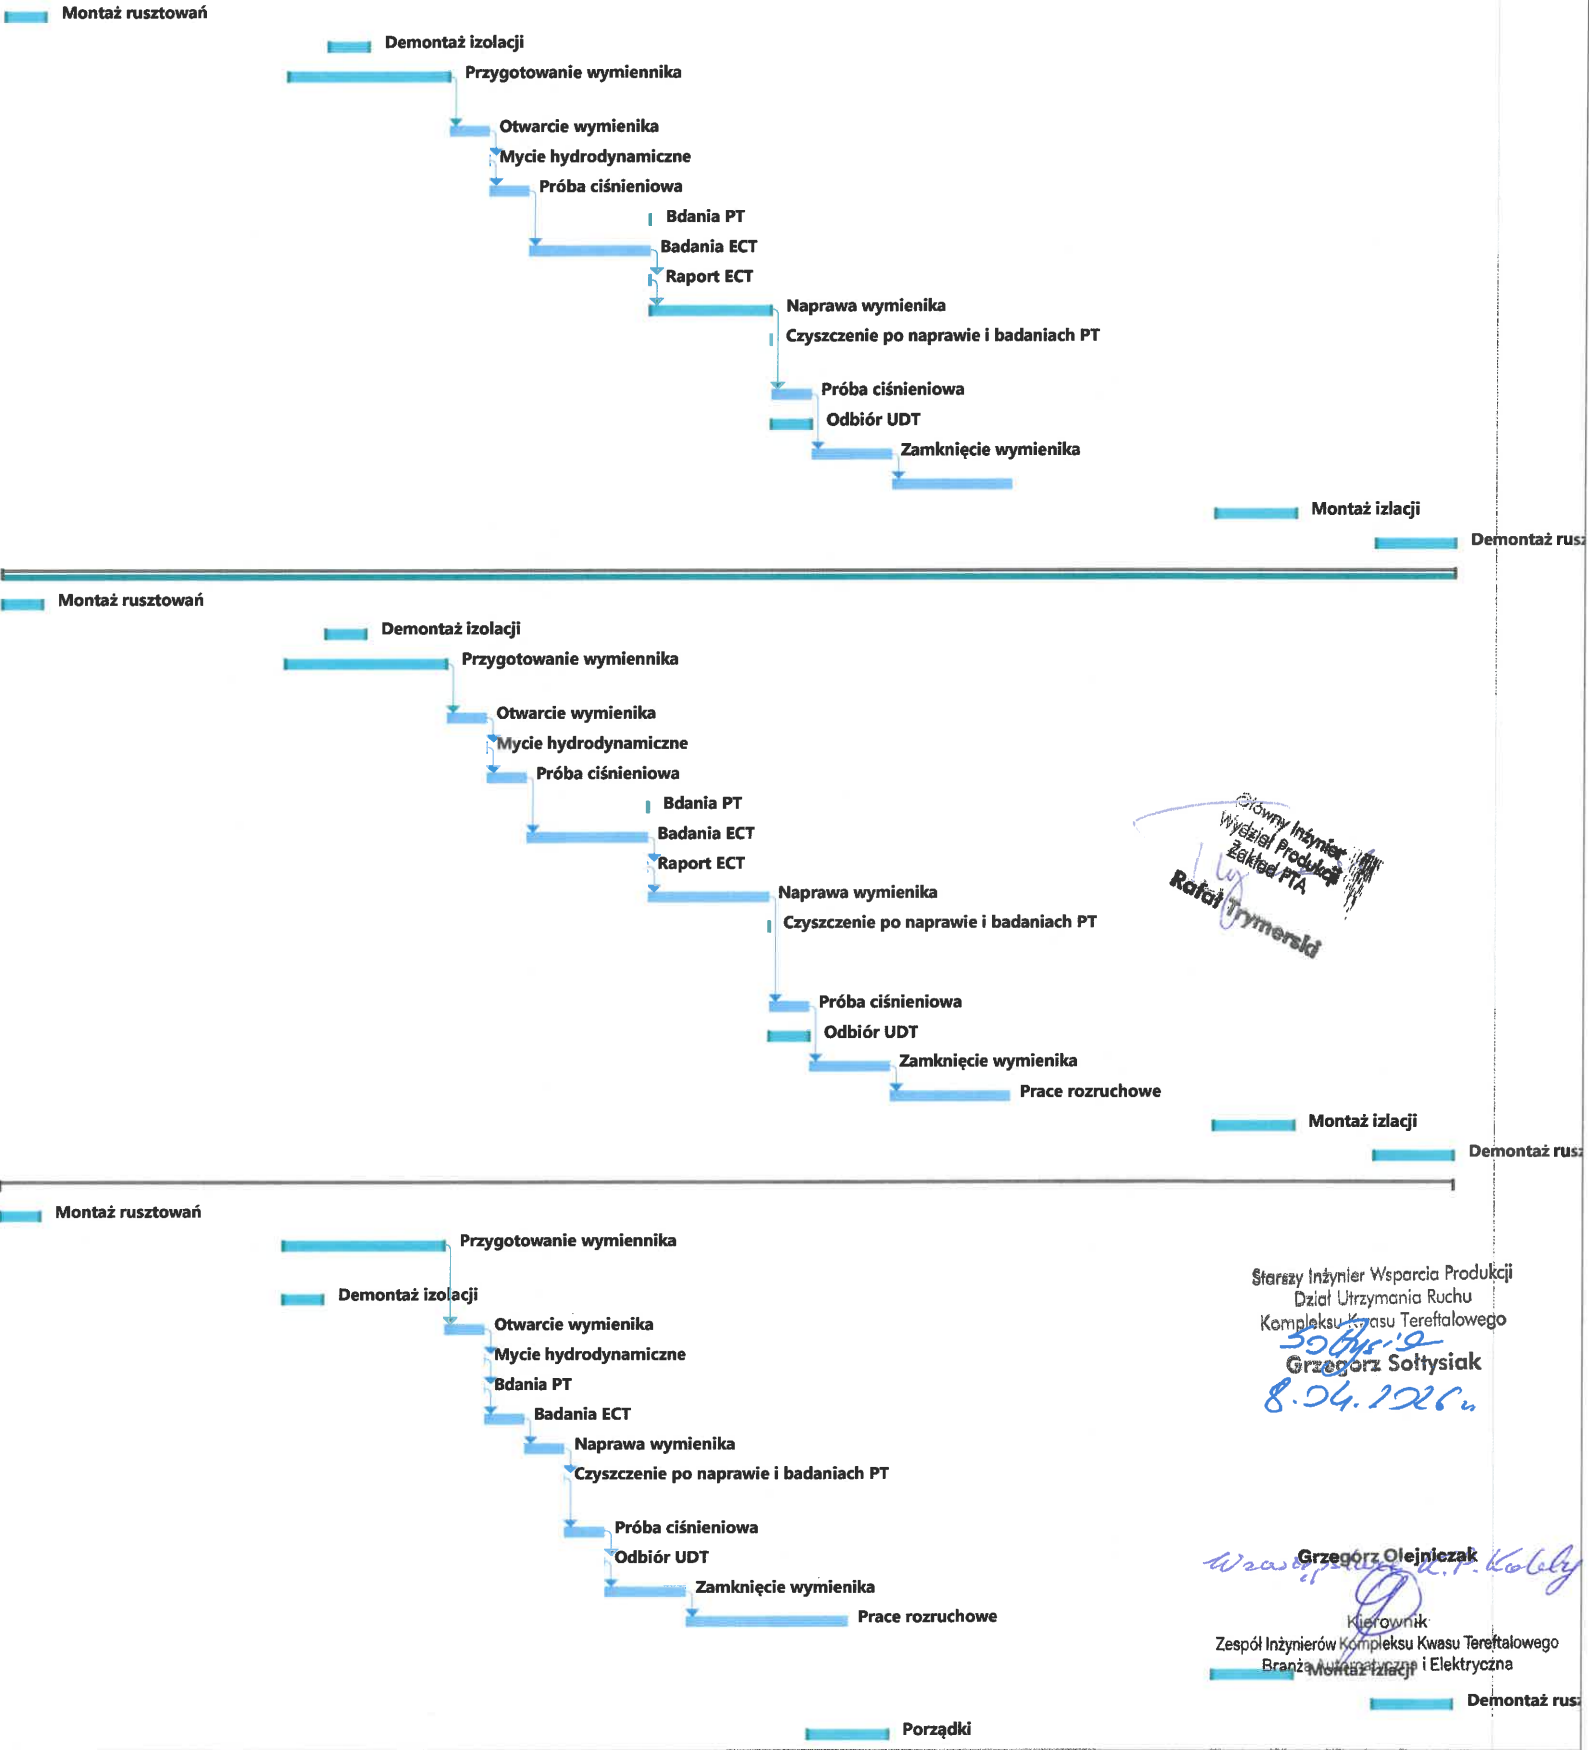 Montaż rusztowań
Demontaż izolacji
Przygotowanie wymiennika
Otwarcie wymienika
Mycie hydrodynamiczne
Próba ciśnieniowa
Bdania PT
Badania ECT
Raport ECT
Naprawa wymienika
Czyszczenie po naprawie i badaniach PT
Próba ciśnieniowa
Odbiór UDT
Zamknięcie wymienika
Montaż izlacji
Demontaż rus
Montaż rusztowań
Demontaż izolacji
Przygotowanie wymiennika
Otwarcie wymienika
Mycie hydrodynamiczne
Próba ciśnieniowa
Bdania PT
Badania ECT
Raport ECT
Naprawa wymienika
Czyszczenie po naprawie i badaniach PT
Główny Inżynier
Wydział Produkcji
Zakład PTA
Rafał Trymerski
Próba ciśnieniowa
Odbiór UDT
Zamknięcie wymienika
Prace rozruchowe
Montaż izlacji
Demontaż rus
Montaż rusztowań
Przygotowanie wymiennika
Demontaż izolacji
Otwarcie wymienika
Mycie hydrodynamiczne
Bdania PT
Badania ECT
Naprawa wymienika
Czyszczenie po naprawie i badaniach PT
Próba ciśnieniowa
Odbiór UDT
Zamknięcie wymienika
Prace rozruchowe
Starszy Inżynier Wsparcia Produkcji
Dział Utrzymania Ruchu
Kompleksu Kwasu Tereftalowego
Grzegorz Sołtysiak
8.04.2026
Grzegorz Olejniczak
Kierownik
Zespół Inżynierów Kompleksu Kwasu Tereftalowego
Branża Automatyczna i Elektryczna
Montaż izlacji
Demontaż rus
Porządki